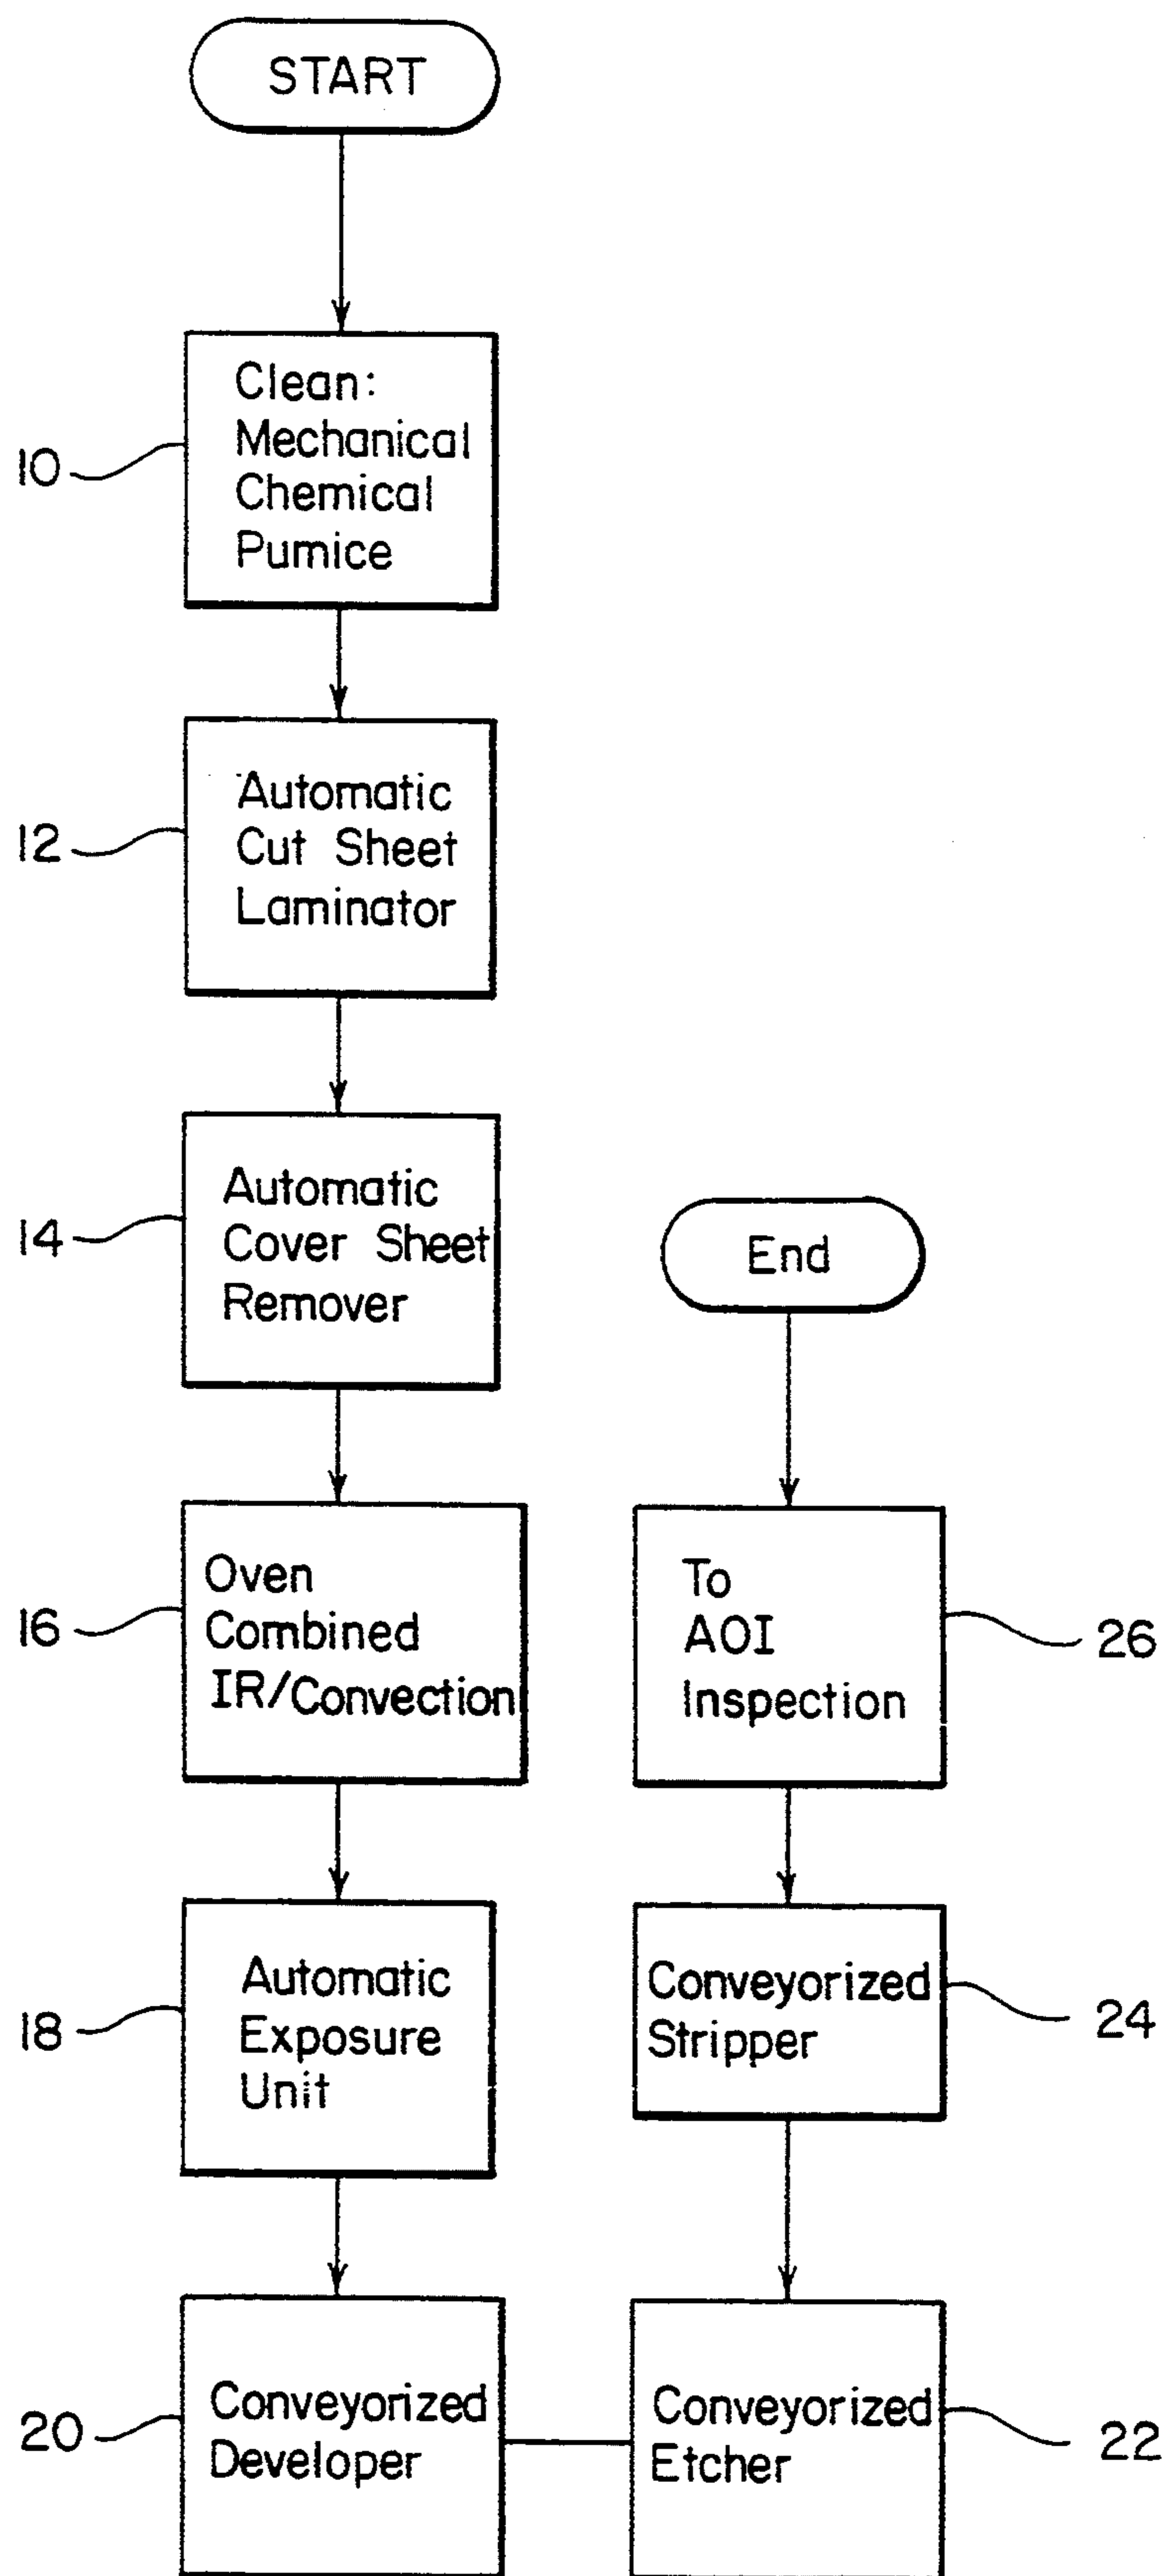 START
10
Clean:
Mechanical
Chemical
Pumice
12
Automatic
Cut Sheet
Laminator
14
Automatic
Cover Sheet
Remover
16
Oven
Combined
IR/Convection
18
Automatic
Exposure
Unit
20
Conveyorized
Developer
End
To
AOI
Inspection
26
Conveyorized
Stripper
24
Conveyorized
Etcher
22